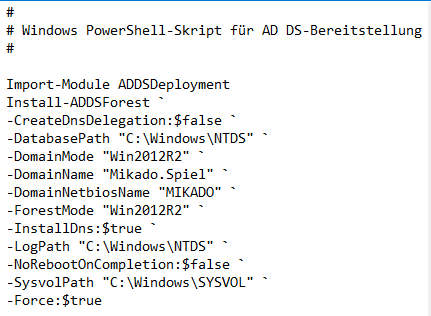 #
# Windows PowerShell-Skript für AD DS-Bereitstellung
#

Import-Module ADDSDeployment
Install-ADDSForest `
-CreateDnsDelegation:$false `
-DatabasePath "C:\Windows\NTDS" `
-DomainMode "Win2012R2" `
-DomainName "Mikado.Spiel" `
-DomainNetbiosName "MIKADO" `
-ForestMode "Win2012R2" `
-InstallDns:$true `
-LogPath "C:\Windows\NTDS" `
-NoRebootOnCompletion:$false `
-SysvolPath "C:\Windows\SYSVOL" `
-Force:$true